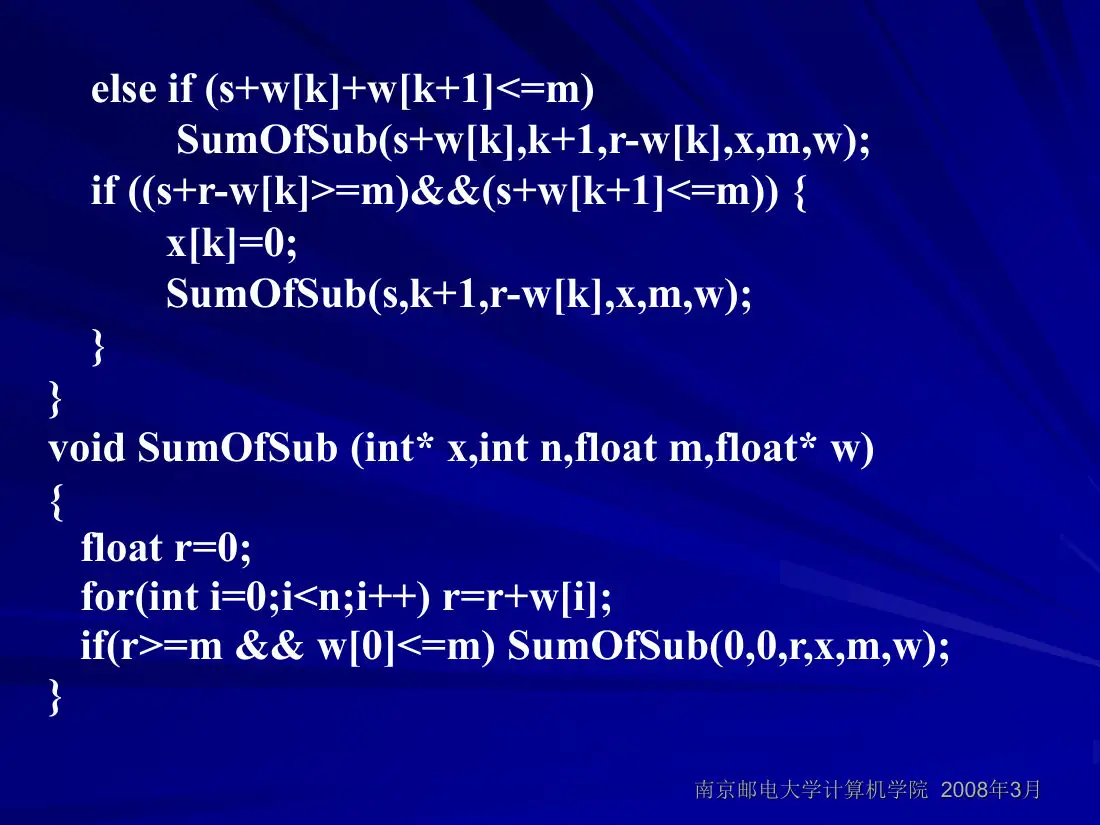 else if (s+w[k]+w[k+1]<=m)
SumOfSub(s+w[k],k+1,r-w[k],x,m,w);
if ((s+r-w[k]>=m)&&(s+w[k+1]<=m)) {
x[k]=0;
SumOfSub(s,k+1,r-w[k],x,m,w);
}
}
void SumOfSub (int* x,int n,float m,float* w)
{
float r=0;
for(int i=0;i<n;i++) r=r+w[i];
if(r>=m && w[0]<=m) SumOfSub(0,0,r,x,m,w);
}
南京邮电大学计算机学院 2008年3月